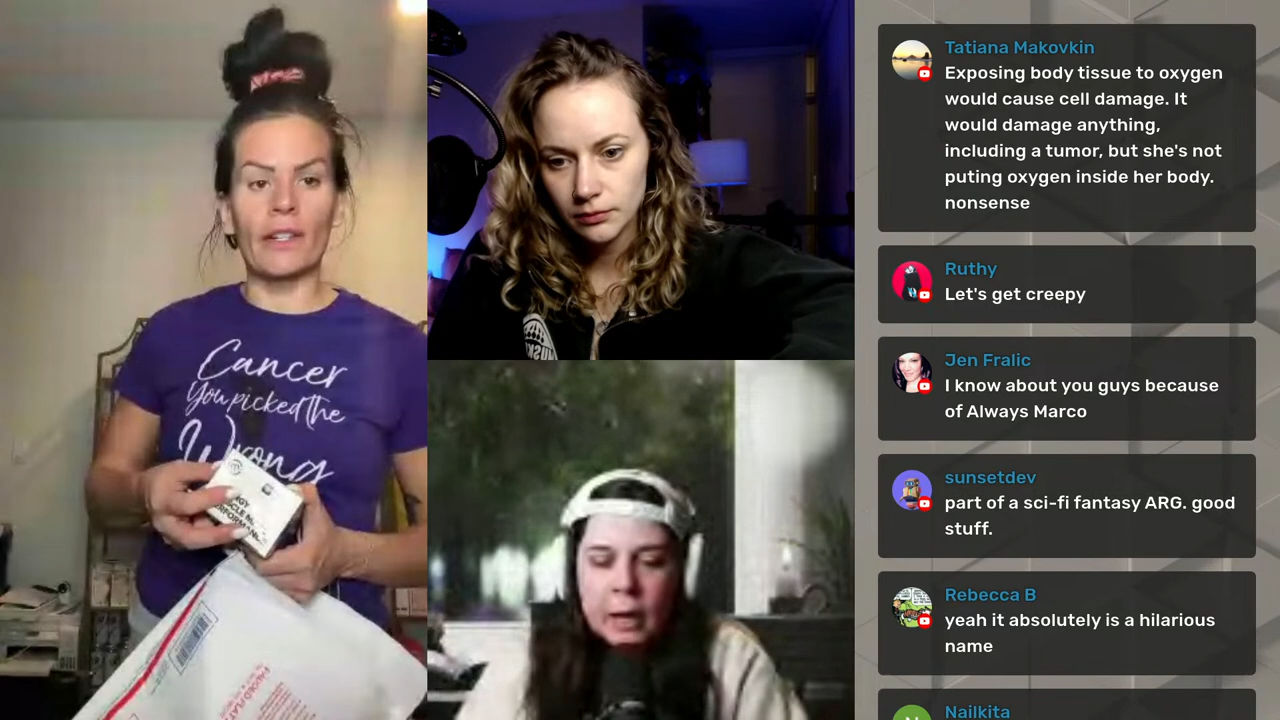 Cancer
You picked the
Wrong
Tatiana Makovkin
Exposing body tissue to oxygen
would cause cell damage. It
would damage anything,
including a tumor, but she's not
puting oxygen inside her body.
nonsense
Ruthy
Let's get creepy
Jen Fralic
I know about you guys because
of Always Marco
sunsetdev
part of a sci-fi fantasy ARG. good
stuff.
Rebecca B
yeah it absolutely is a hilarious
name
N
Nailkita